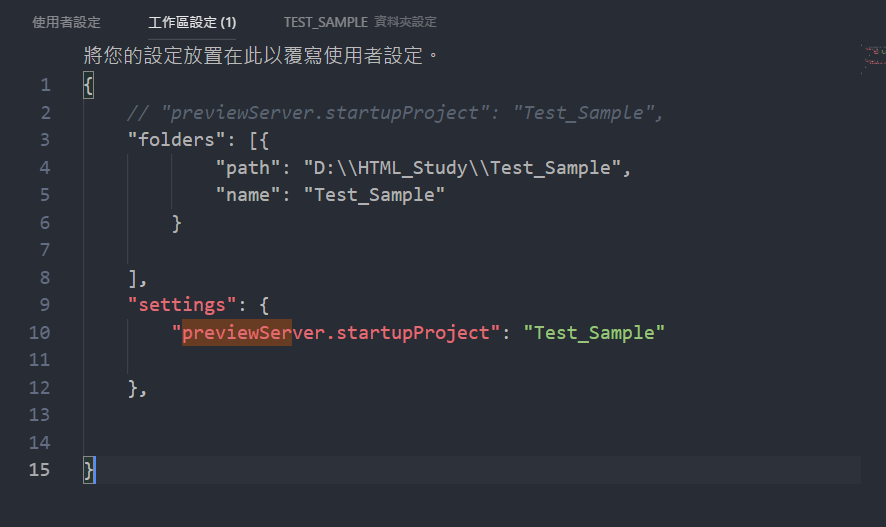 使用者設定 工作區設定 (1) TEST_SAMPLE 資料夾設定
將您的設定放置在此以覆寫使用者設定。
1 {
2 // "previewServer.startupProject": "Test_Sample",
3 "folders": [{
4 "path": "D:\\HTML_Study\\Test_Sample",
5 "name": "Test_Sample"
6 }
7
8 ],
9 "settings": {
10 "previewServer.startupProject": "Test_Sample"
11
12 },
13
14
15 }